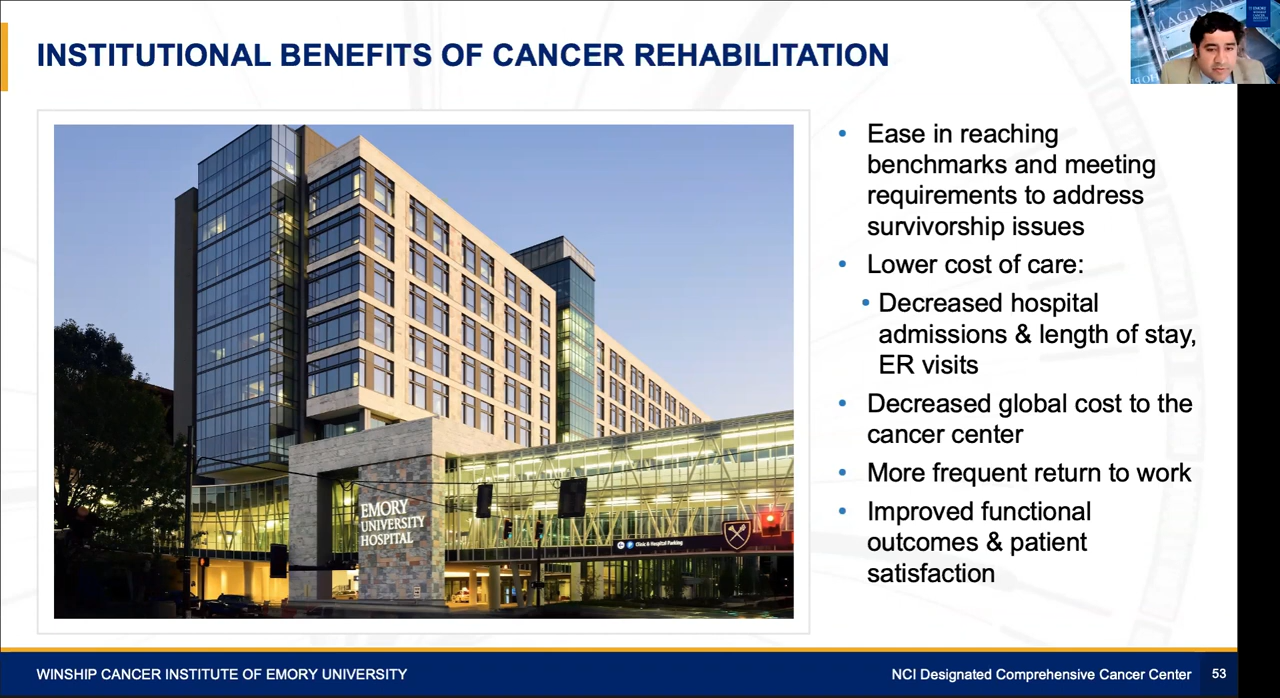 INSTITUTIONAL BENEFITS OF CANCER REHABILITATION
EMORY
UNIVERSITY
HOSPITAL
Clinic & Hospital Parking
• Ease in reaching
benchmarks and meeting
requirements to address
survivorship issues
• Lower cost of care:
• Decreased hospital
admissions & length of stay,
ER visits
• Decreased global cost to the
cancer center
• More frequent return to work
• Improved functional
outcomes & patient
satisfaction
WINSHIP CANCER INSTITUTE OF EMORY UNIVERSITY
NCI Designated Comprehensive Cancer Center 53